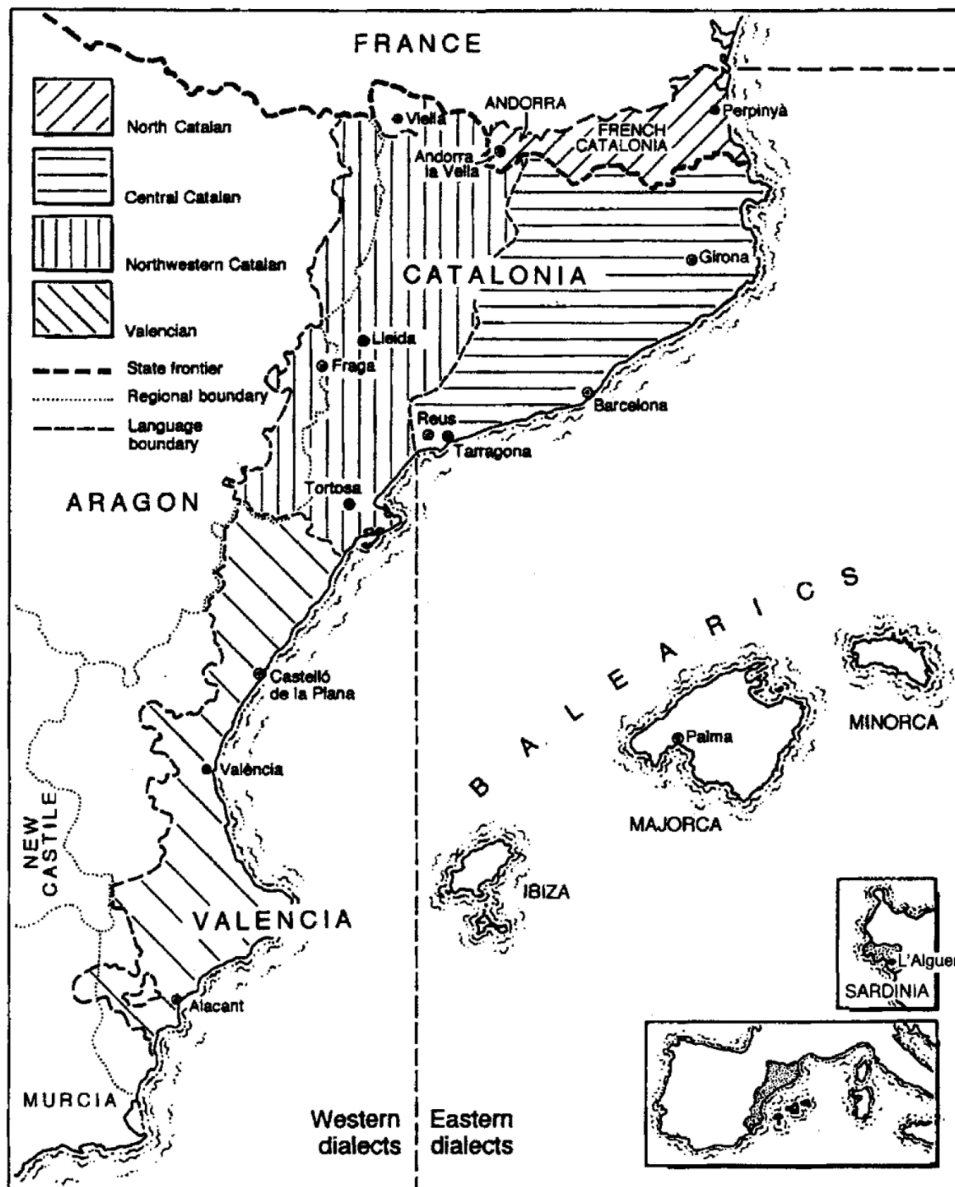 FRANCE
North Catalan
Central Catalan
Northwestern Catalan
Valencian
State frontier
Regional boundary
Language
boundary
Viella
ANDORRA
Andorra
la Vella
FRENCH
CATALONIA
Perpinyà
CATALONIA
Girona
Lleida
Fraga
Barcelona
Reus
Tarragona
Tortosa
ARAGON
Castelló
de la Plana
València
NEW
CASTILE
VALENCIA
Alacant
MURCIA
BALEARICS
MINORCA
Palma
MAJORCA
IBIZA
L'Alguer
SARDINIA
Western
dialects
Eastern
dialects